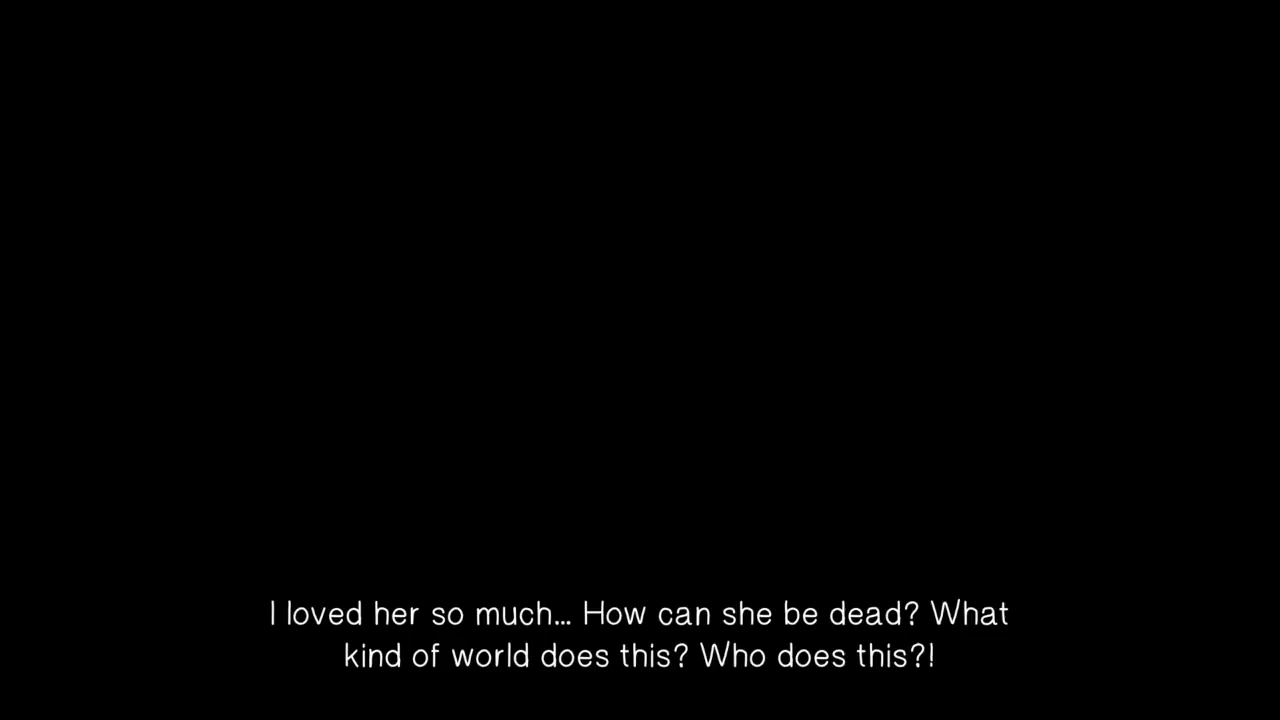 I loved her so much... How can she be dead? What
kind of world does this? Who does this?!